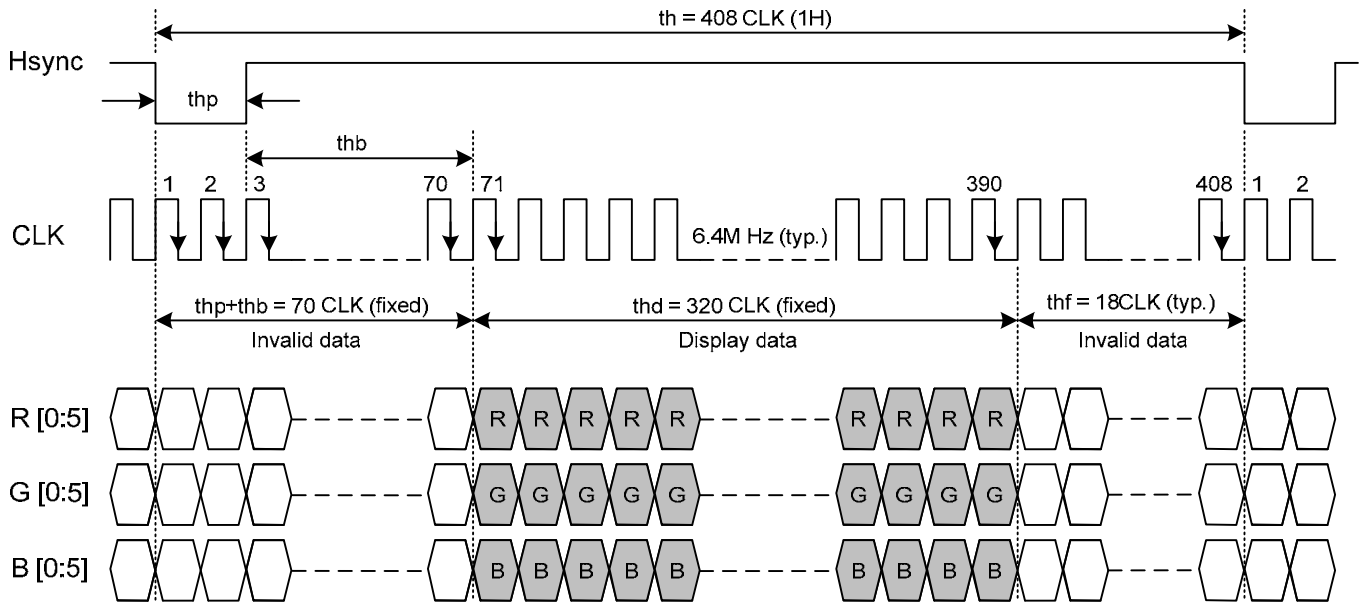 th = 408 CLK (1H)
Hsync
thp
thb
1 2 3 70 71 390 408 1 2
CLK
6.4M Hz (typ.)
thp+thb = 70 CLK (fixed) thd = 320 CLK (fixed) thf = 18CLK (typ.)
Invalid data Display data Invalid data
R [0:5] R R R R R R R R R
G [0:5] G G G G G G G G G
B [0:5] B B B B B B B B B